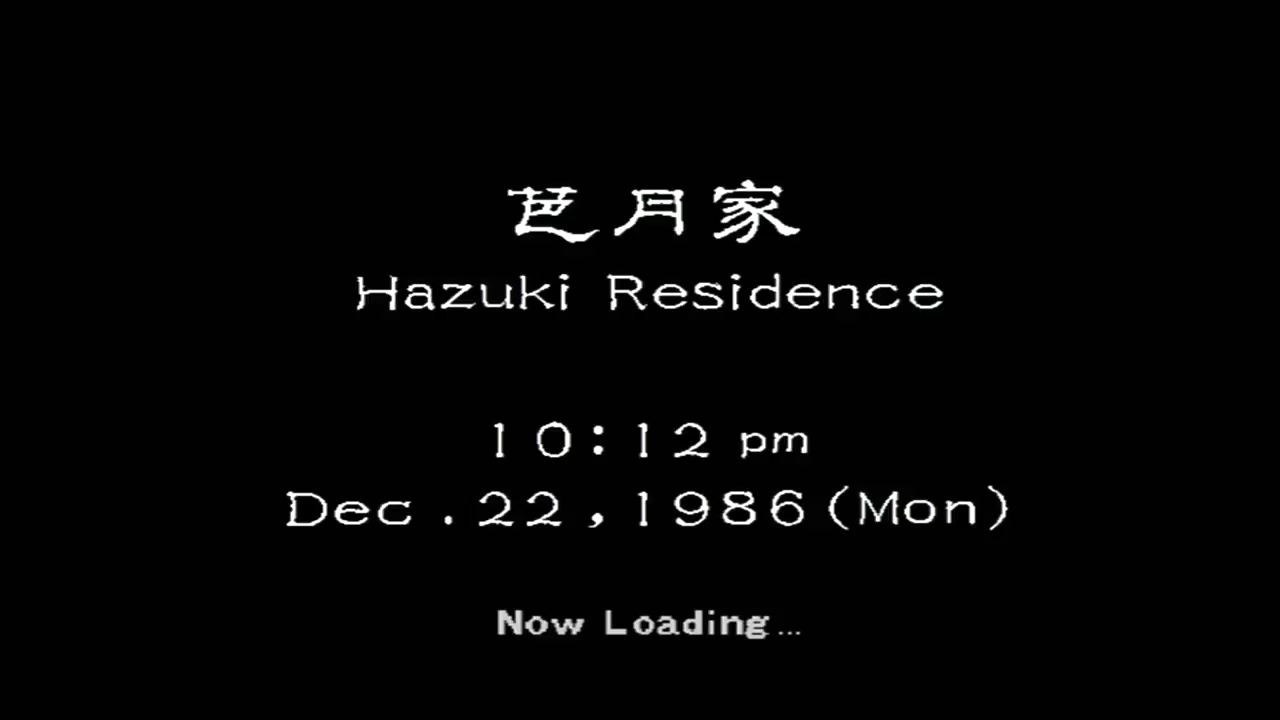 芭月家
Hazuki Residence
10:12 pm
Dec.22,1986(Mon)
Now Loading...